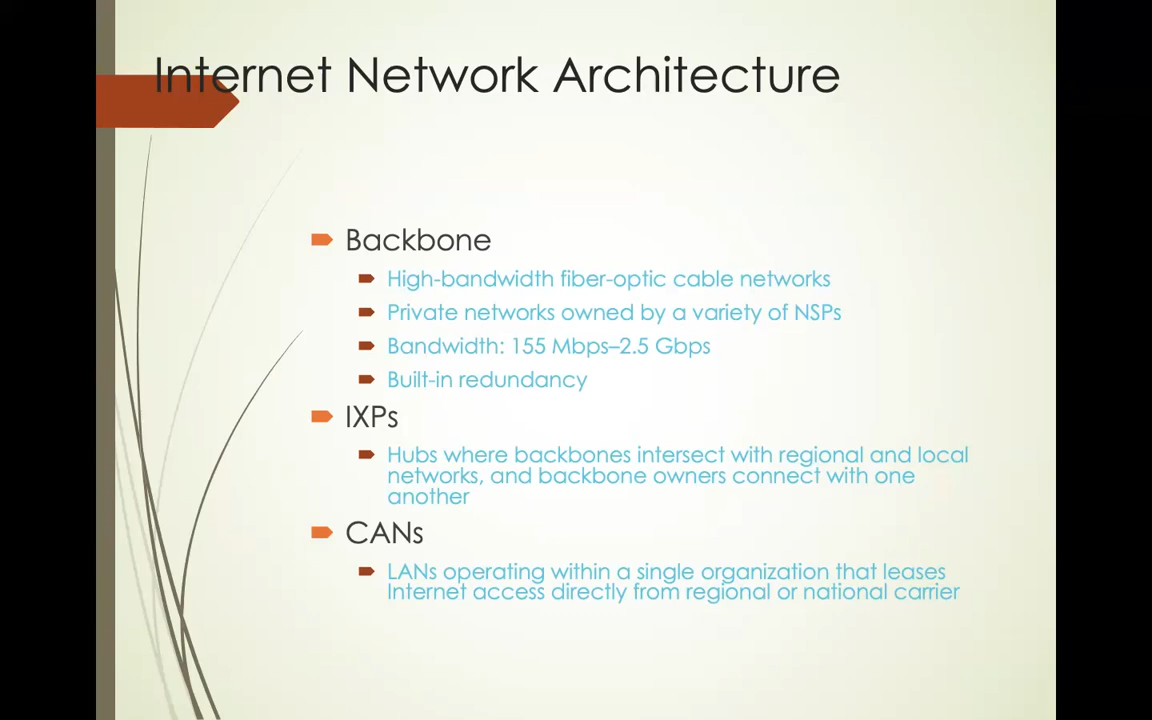 Internet Network Architecture
Backbone
High-bandwidth fiber-optic cable networks
Private networks owned by a variety of NSPs
Bandwidth: 155 Mbps–2.5 Gbps
Built-in redundancy
IXPs
Hubs where backbones intersect with regional and local
networks, and backbone owners connect with one
another
CANs
LANs operating within a single organization that leases
Internet access directly from regional or national carrier